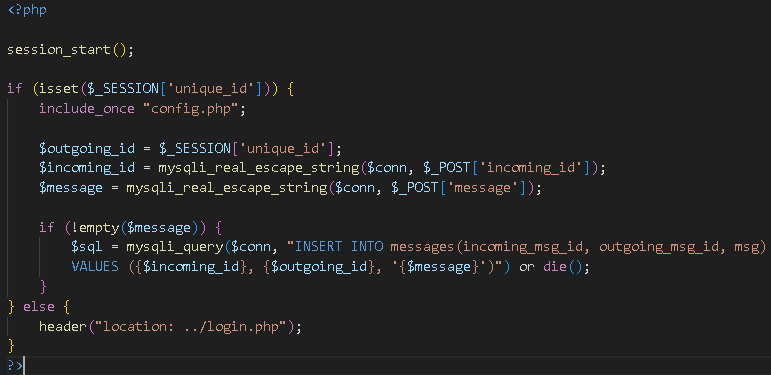 <?php
session_start();
if (isset($_SESSION['unique_id'])) {
include_once "config.php";
$outgoing_id = $_SESSION['unique_id'];
$incoming_id = mysqli_real_escape_string($conn, $_POST['incoming_id']);
$message = mysqli_real_escape_string($conn, $_POST['message']);
if (!empty($message)) {
$sql = mysqli_query($conn, "INSERT INTO messages(incoming_msg_id, outgoing_msg_id, msg)
VALUES ({$incoming_id}, {$outgoing_id}, '{$message}')") or die();
}
} else {
header("location: ../login.php");
}
?>